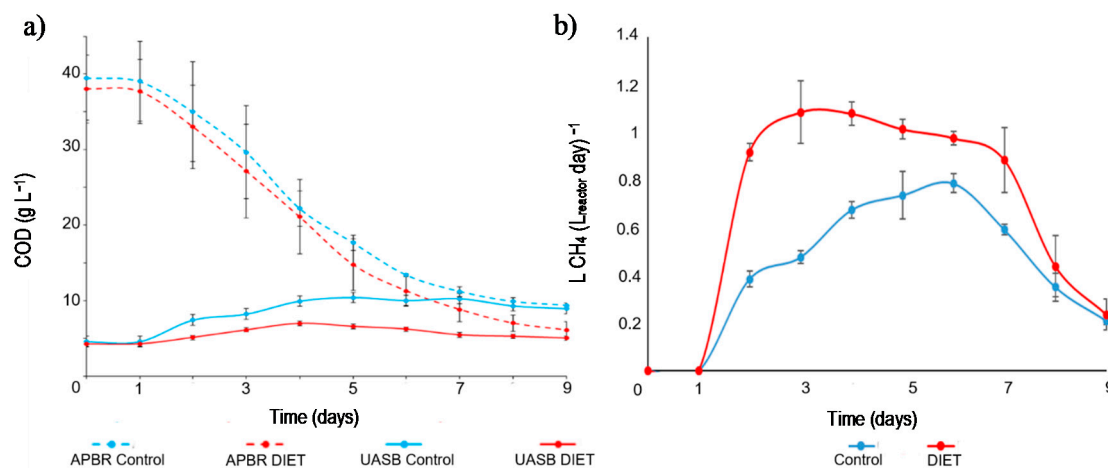 a)
COD (g L⁻¹)
40
30
20
10
0 1 3 5 7 9
Time (days)
APBR Control APBR DIET UASB Control UASB DIET
b)
L CH₄ (Lreactor day)⁻¹
1.4
1.2
1
0.8
0.6
0.4
0.2
0 1 3 5 7 9
Time (days)
Control DIET